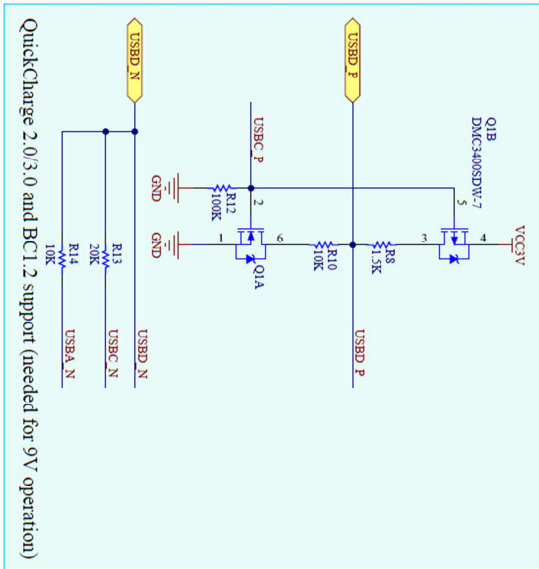 VCC3V
Q1B
DMC3400SDW-7
4
5
3
R8
1.5K
USBD_P
USBD_P
R10
10K
6
USBC_P
2
Q1A
1
R12
100K
GND
GND
USBD_N
USBD_N
R13
20K
USBC_N
R14
10K
USBA_N
QuickCharge 2.0/3.0 and BC1.2 support (needed for 9V operation)